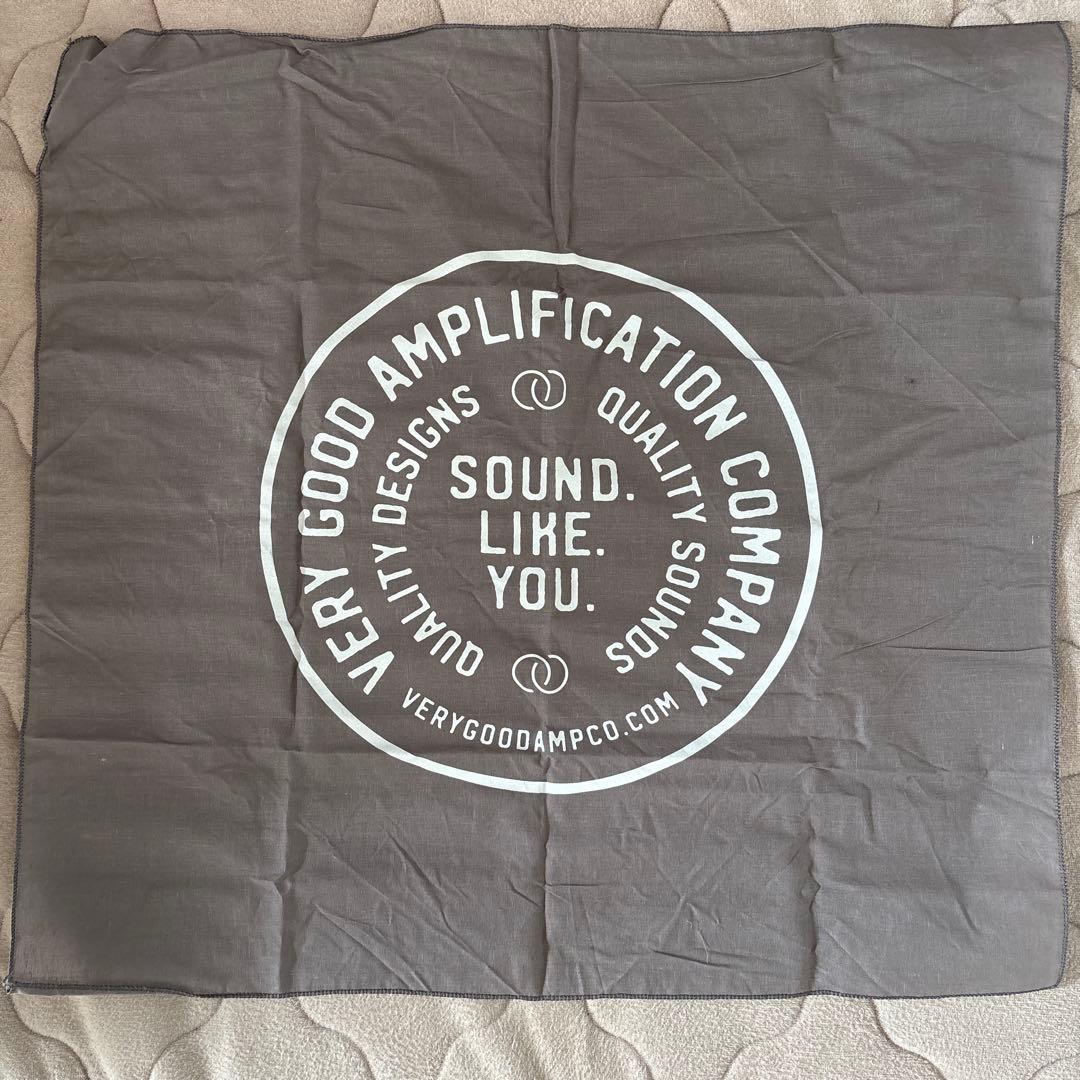 VERY GOOD AMPLIFICATION COMPANY
QUALITY DESIGNS
QUALITY SOUNDS
SOUND.
LIKE.
YOU.
VERYGOODAMPCO.COM